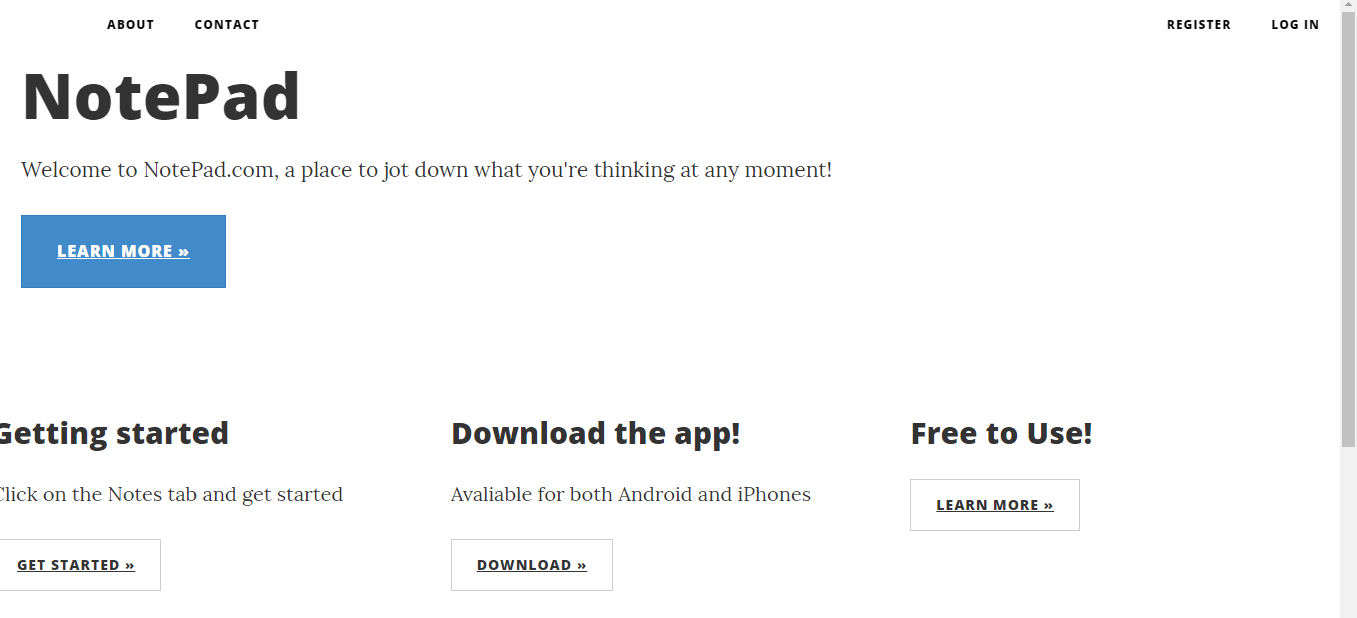 ABOUT CONTACT REGISTER LOG IN
NotePad
Welcome to NotePad.com, a place to jot down what you're thinking at any moment!
LEARN MORE »
Getting started
Click on the Notes tab and get started
GET STARTED »
Download the app!
Avaliable for both Android and iPhones
DOWNLOAD »
Free to Use!
LEARN MORE »